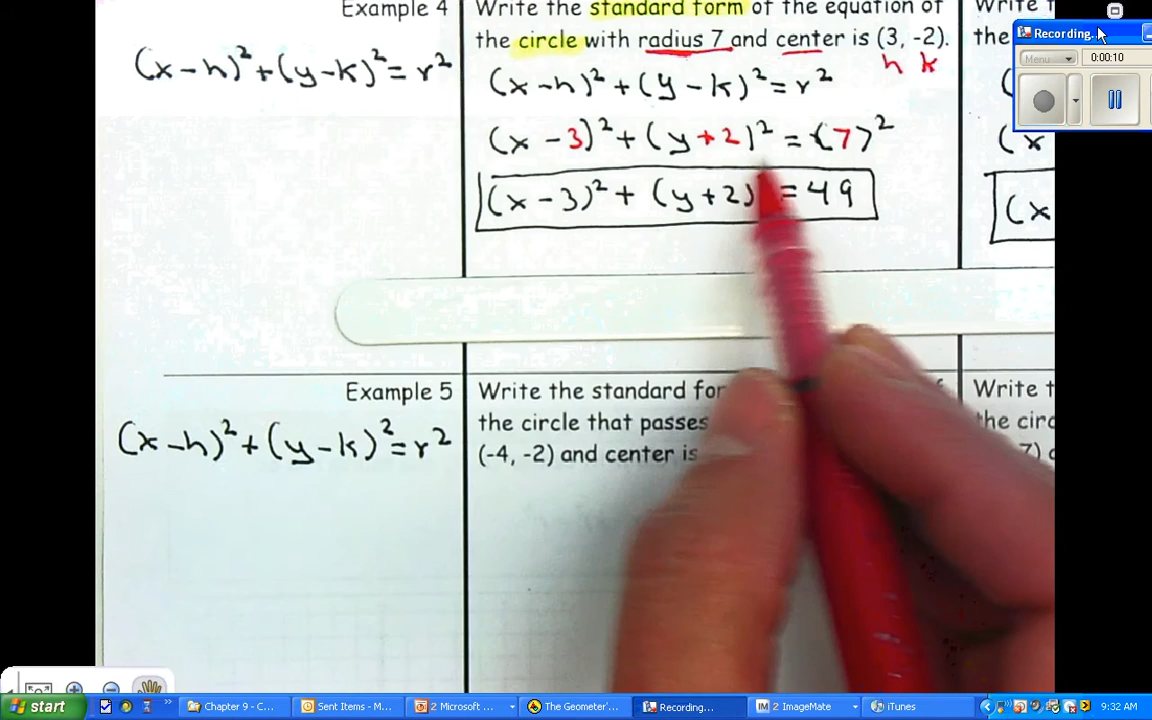 Example 4
(x-h)²+(y-k)²=r²
Write the standard form of the equation of
the circle with radius 7 and center is (3, -2).
h k
(x-h)²+(y-k)²=r²
(x-3)²+(y+2)²=(7)²
(x-3)²+(y+2) =49
Write
the
(x
(x
Example 5
(x-h)²+(y-k)²=r²
Write the standard for
the circle that passes
(-4, -2) and center is
f
Write t
the circ
7)
Recording...
Menu
0:00:10
start
Chapter 9 - C...
Sent Items - M...
2 Microsoft ...
The Geometer'...
Recording...
2 ImageMate
iTunes
9:32 AM